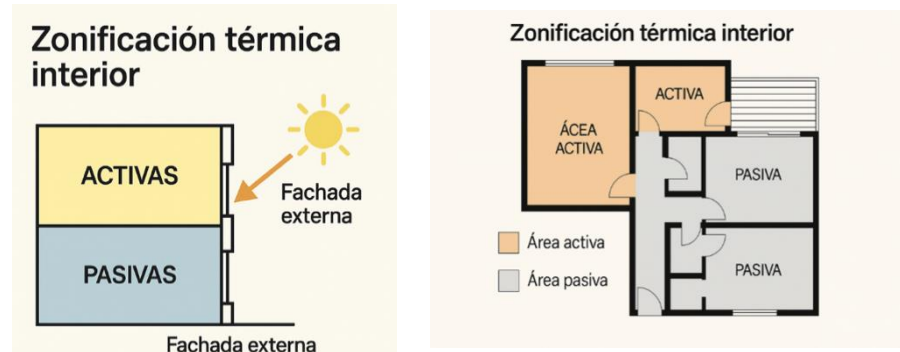 Zonificación térmica
interior
ACTIVAS
PASIVAS
Fachada
externa
Fachada externa
Zonificación térmica interior
ÁCEA
ACTIVA
ACTIVA
PASIVA
PASIVA
Área activa
Área pasiva